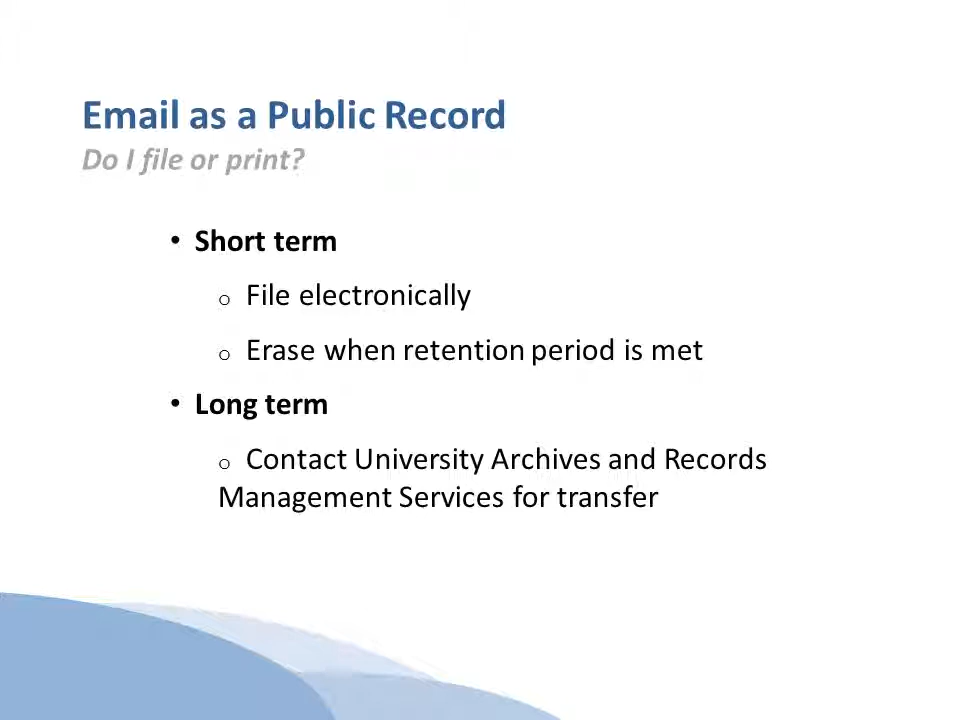 Email as a Public Record
Do I file or print?
• Short term
o File electronically
o Erase when retention period is met
• Long term
o Contact University Archives and Records
Management Services for transfer